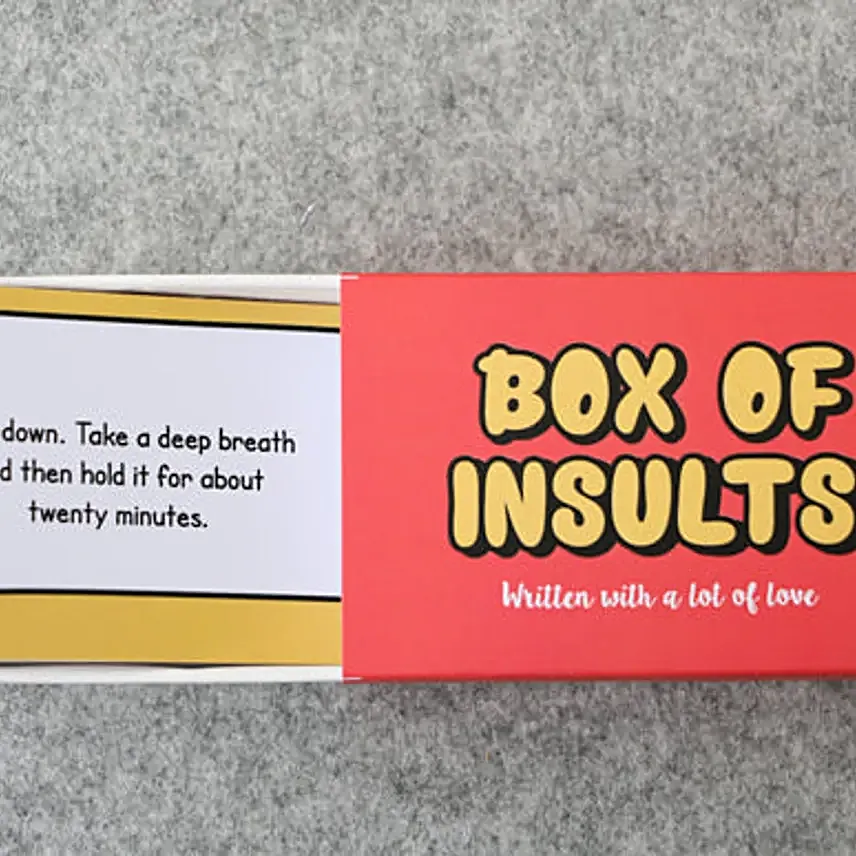 down. Take a deep breath
then hold it for about
twenty minutes.
BOX OF
INSULTS
Written with a lot of love